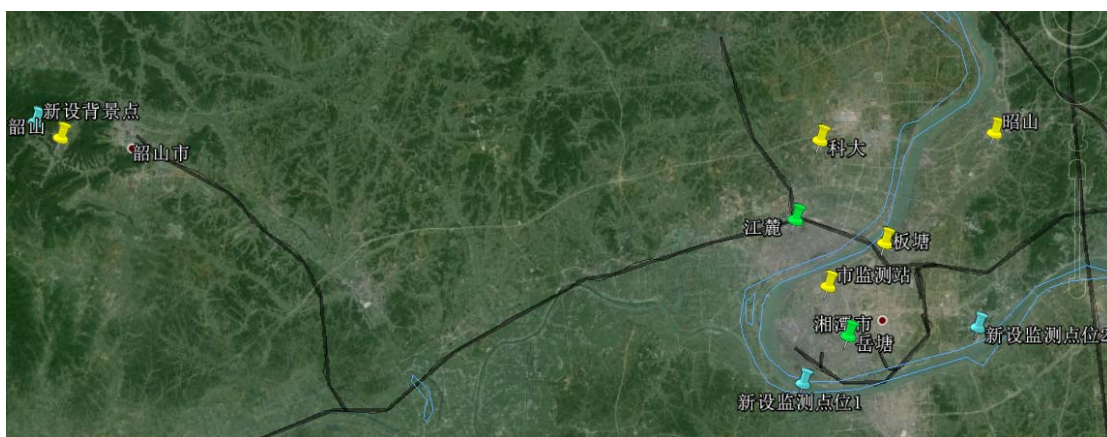 新设背景点
韶山
韶山市
昭山
科大
江麓
板塘
市监测站
湘潭市
岳塘
新设监测点位2
新设监测点位1